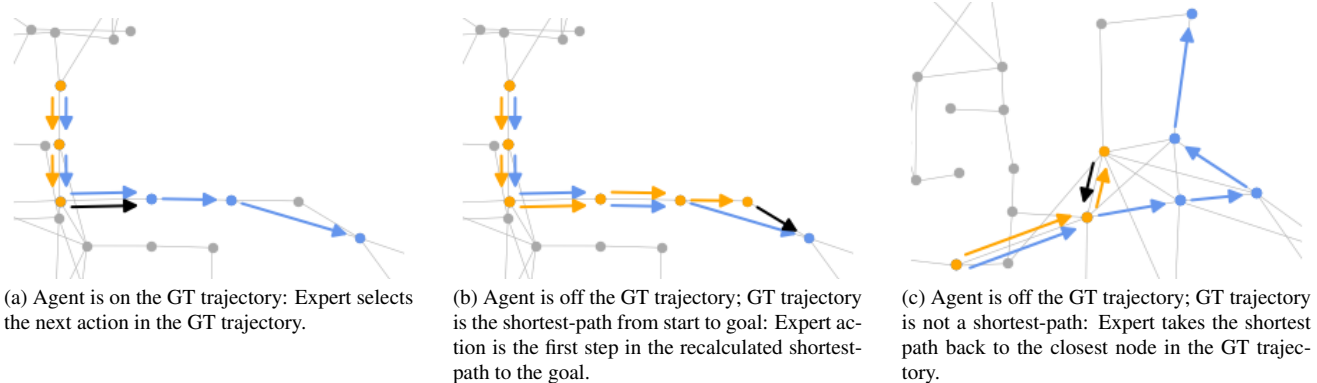 (a) Agent is on the GT trajectory: Expert selects
the next action in the GT trajectory.
(b) Agent is off the GT trajectory; GT trajectory
is the shortest-path from start to goal: Expert ac-
tion is the first step in the recalculated shortest-
path to the goal.
(c) Agent is off the GT trajectory; GT trajectory
is not a shortest-path: Expert takes the shortest
path back to the closest node in the GT trajec-
tory.